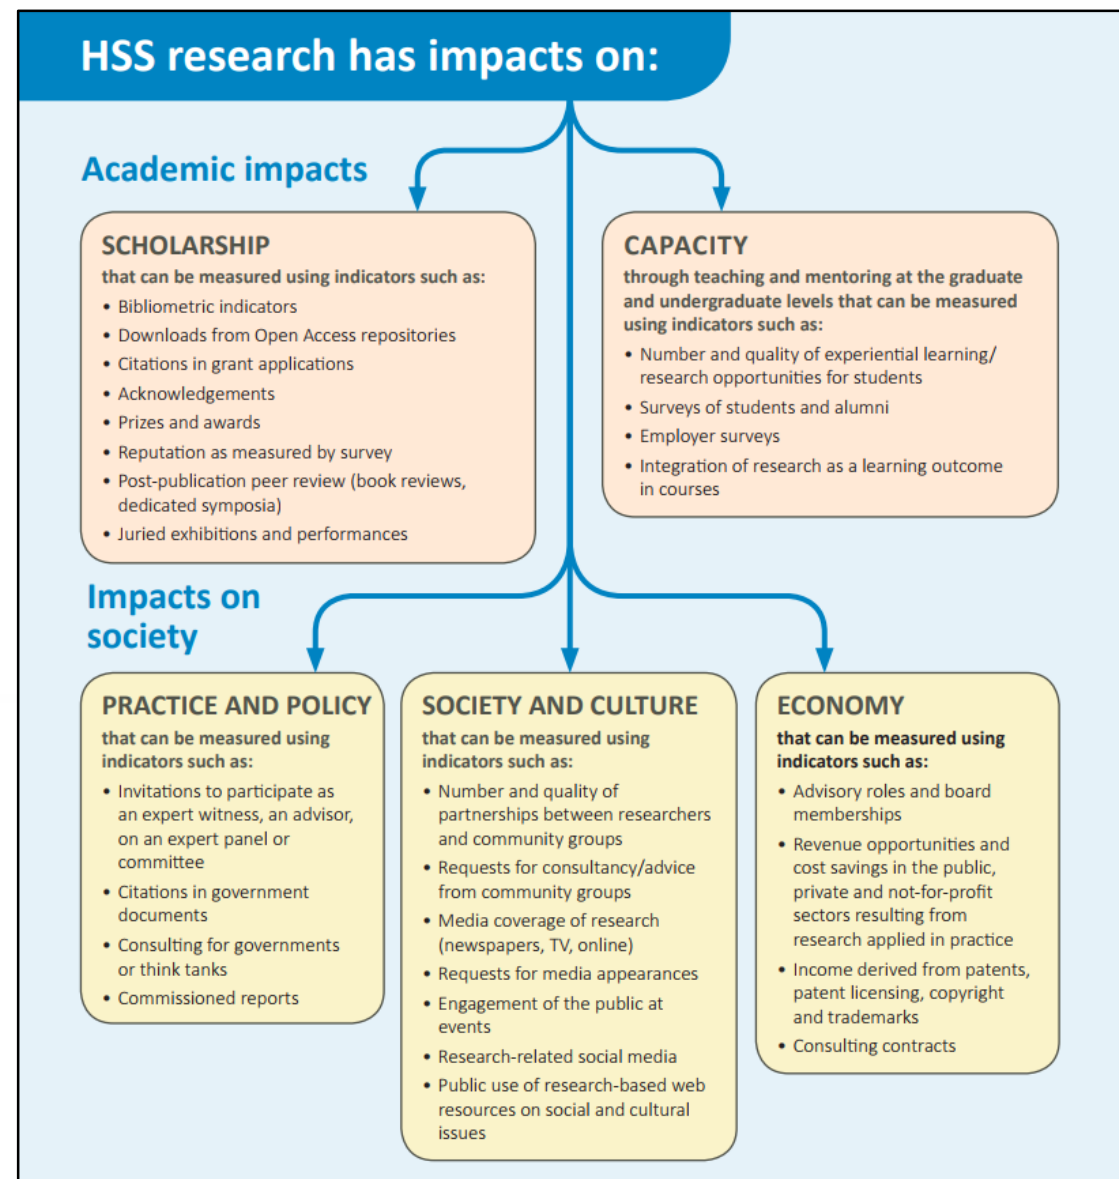 HSS research has impacts on:
Academic impacts
SCHOLARSHIP
that can be measured using indicators such as:
• Bibliometric indicators
• Downloads from Open Access repositories
• Citations in grant applications
• Acknowledgements
• Prizes and awards
• Reputation as measured by survey
• Post-publication peer review (book reviews,
dedicated symposia)
• Juried exhibitions and performances
CAPACITY
through teaching and mentoring at the graduate
and undergraduate levels that can be measured
using indicators such as:
• Number and quality of experiential learning/
research opportunities for students
• Surveys of students and alumni
• Employer surveys
• Integration of research as a learning outcome
in courses
Impacts on
society
PRACTICE AND POLICY
that can be measured using
indicators such as:
• Invitations to participate as
an expert witness, an advisor,
on an expert panel or
committee
• Citations in government
documents
• Consulting for governments
or think tanks
• Commissioned reports
SOCIETY AND CULTURE
that can be measured using
indicators such as:
• Number and quality of
partnerships between researchers
and community groups
• Requests for consultancy/advice
from community groups
• Media coverage of research
(newspapers, TV, online)
• Requests for media appearances
• Engagement of the public at
events
• Research-related social media
• Public use of research-based web
resources on social and cultural
issues
ECONOMY
that can be measured using
indicators such as:
• Advisory roles and board
memberships
• Revenue opportunities and
cost savings in the public,
private and not-for-profit
sectors resulting from
research applied in practice
• Income derived from patents,
patent licensing, copyright
and trademarks
• Consulting contracts